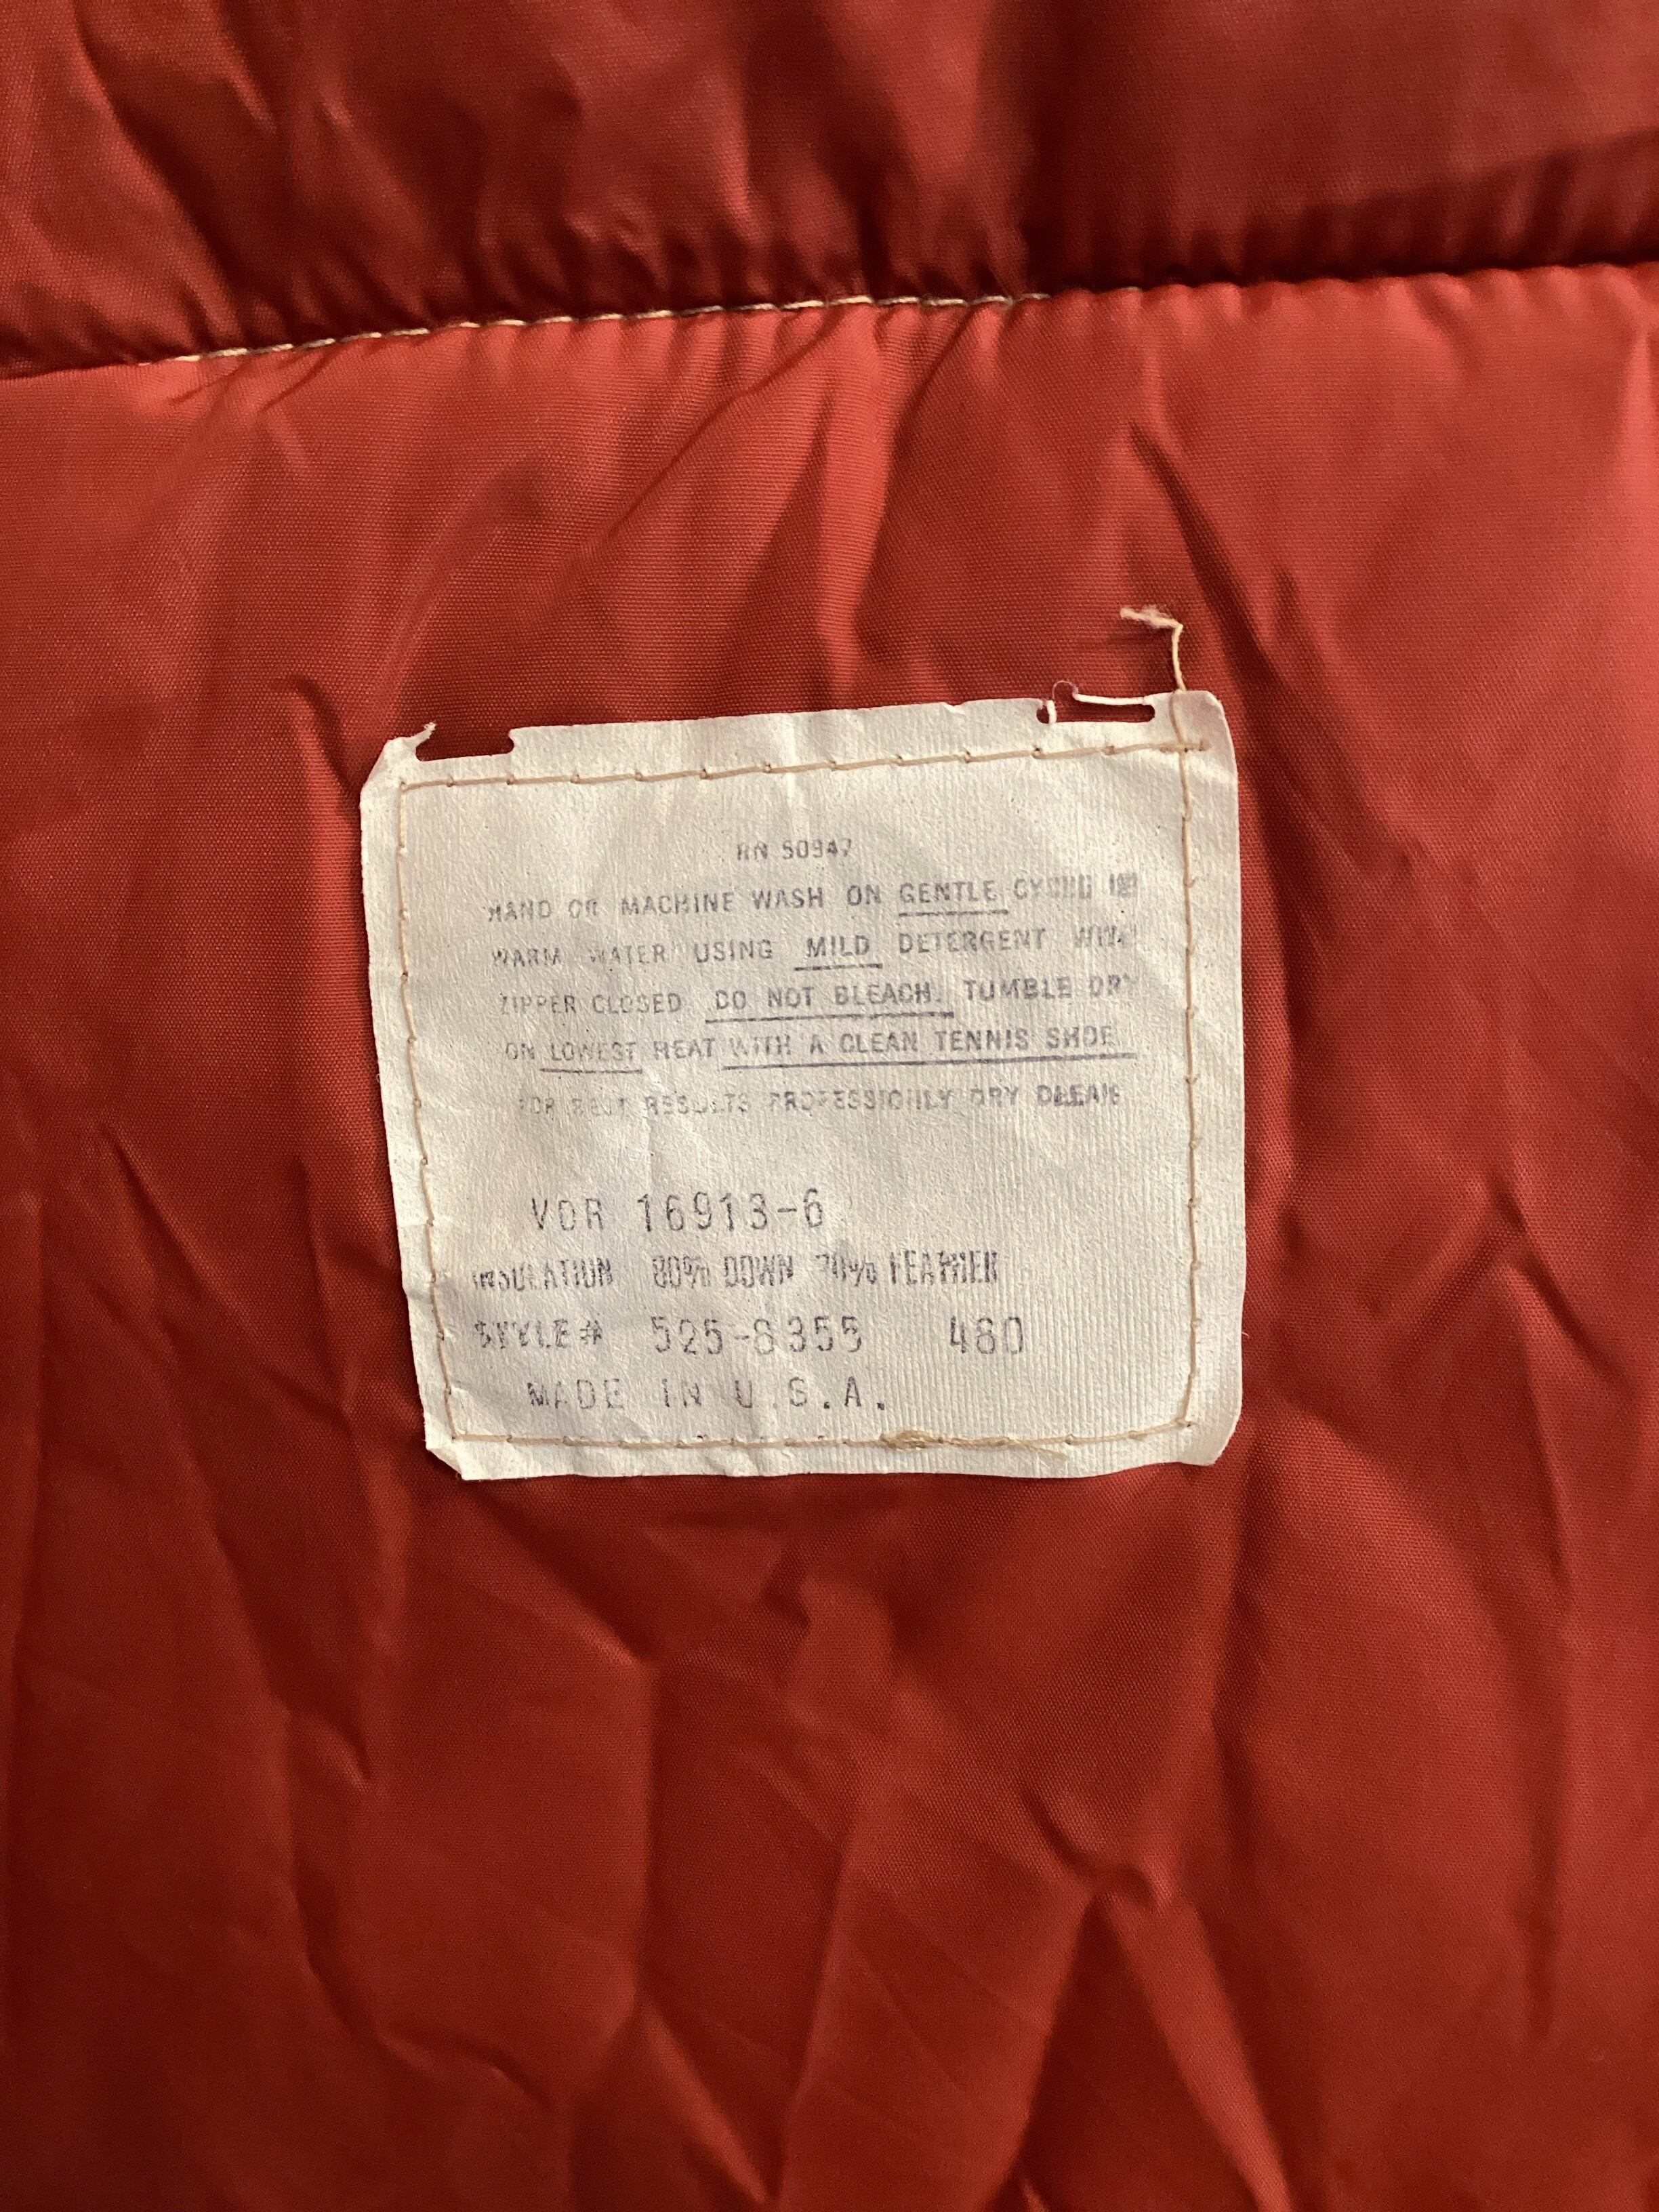 RN 50947
HAND OR MACHINE WASH ON GENTLE CYCLE IN
WARM WATER USING MILD DETERGENT WITH
ZIPPER CLOSED. DO NOT BLEACH. TUMBLE DRY
ON LOWEST HEAT WITH A CLEAN TENNIS SHOE
FOR BEST RESULTS DRY CLEAN
VDR 16913-6
INSULATION 80% DOWN 20% FEATHER
STYLE# 525-8355 480
MADE IN U.S.A.